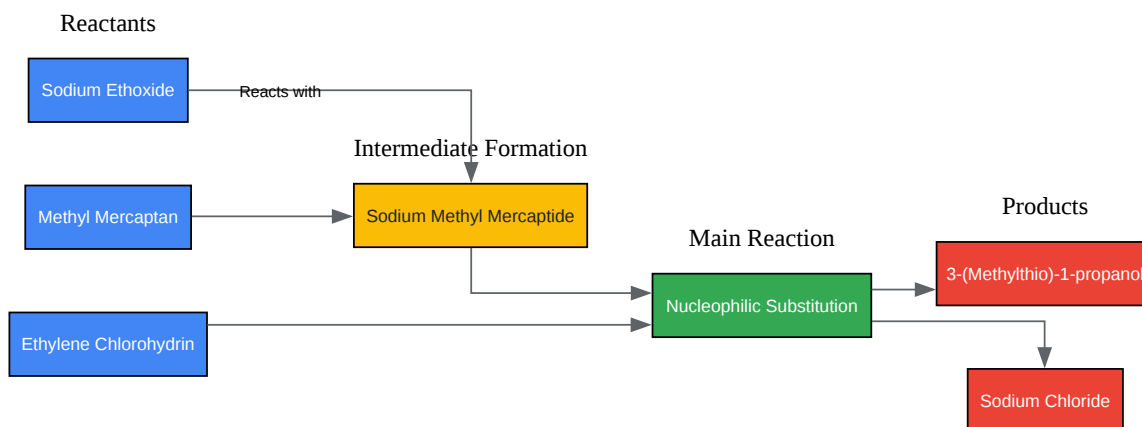 Reactants
Sodium Ethoxide
Reacts with
Intermediate Formation
Methyl Mercaptan
Sodium Methyl Mercaptide
Products
Main Reaction
3-(Methylthio)-1-propanol
Nucleophilic Substitution
Ethylene Chlorohydrin
Sodium Chloride